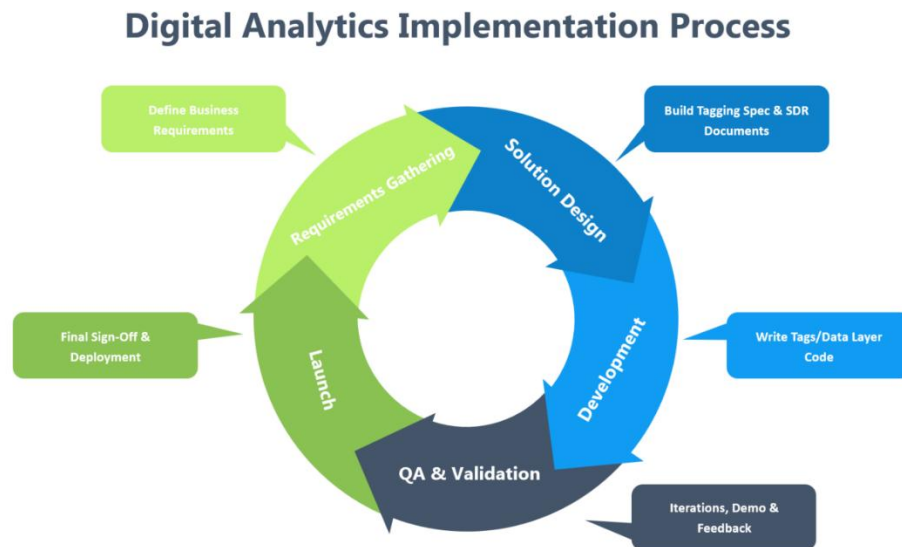 Digital Analytics Implementation Process
Define Business
Requirements
Build Tagging Spec & SDR
Documents
Requirements Gathering
Solution Design
Final Sign-Off &
Deployment
Write Tags/Data Layer
Code
Launch
Development
QA & Validation
Iterations, Demo &
Feedback